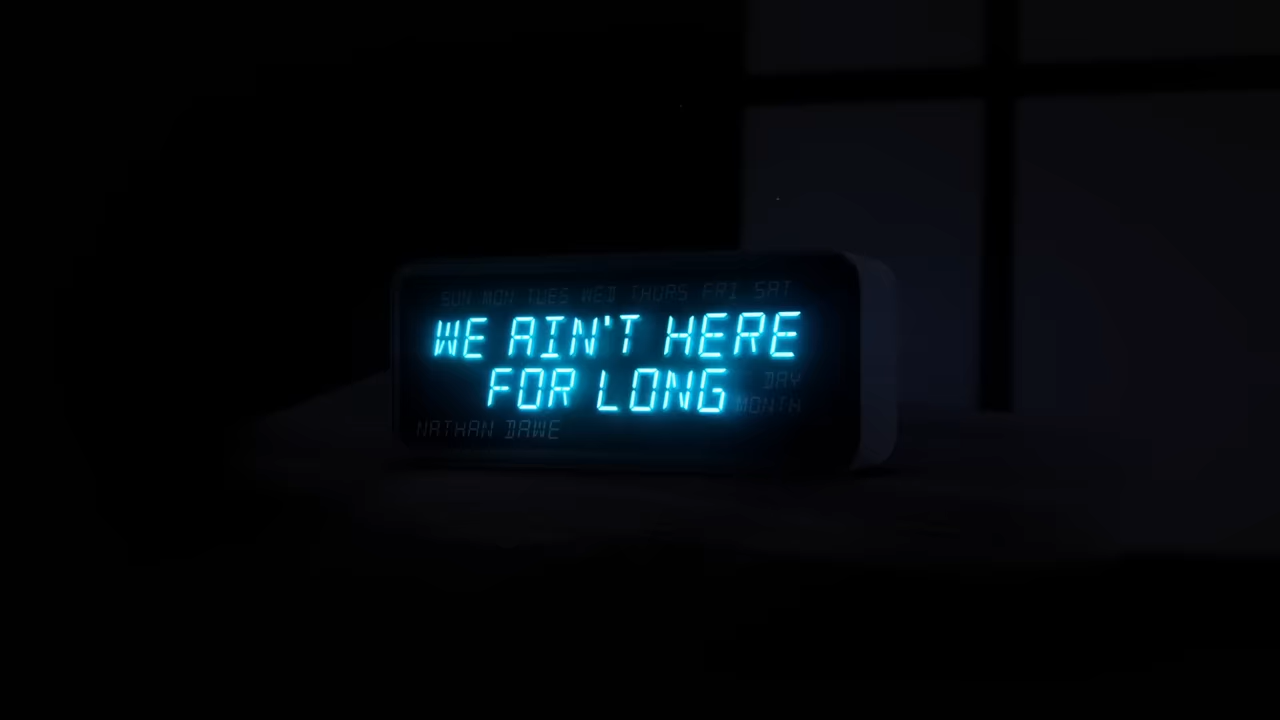 SUN MON TUES WED THURS FRI SAT
WE AIN'T HERE
FOR LONG
DAY
MONTH
NATHAN DAWE